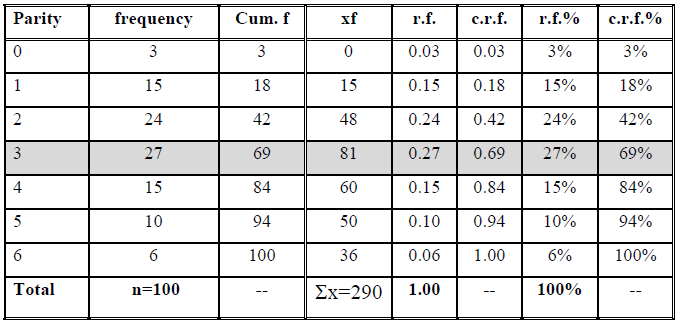 Parity frequency Cum. f xf r.f. c.r.f. r.f.% c.r.f.%
0 3 3 0 0.03 0.03 3% 3%
1 15 18 15 0.15 0.18 15% 18%
2 24 42 48 0.24 0.42 24% 42%
3 27 69 81 0.27 0.69 27% 69%
4 15 84 60 0.15 0.84 15% 84%
5 10 94 50 0.10 0.94 10% 94%
6 6 100 36 0.06 1.00 6% 100%
Total n=100 -- Σx=290 1.00 -- 100% --